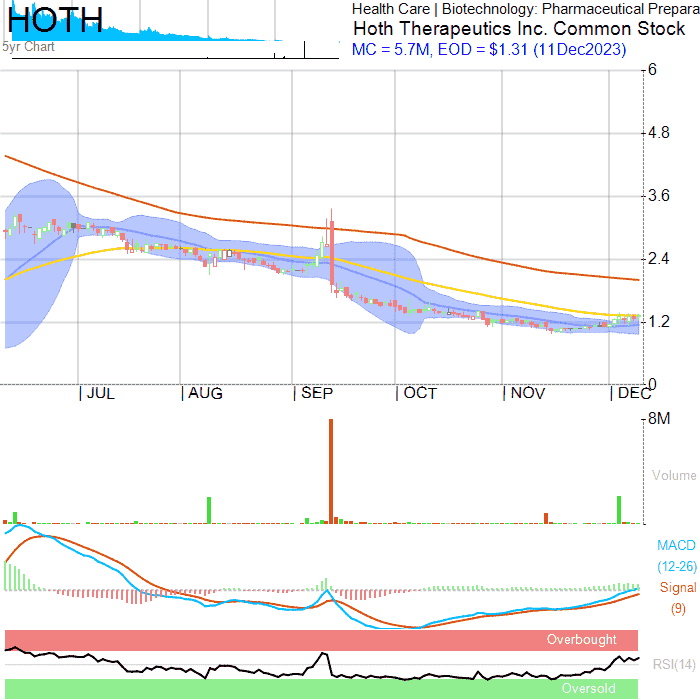 HOTH
5yr Chart
Health Care | Biotechnology: Pharmaceutical Prepara
Hoth Therapeutics Inc. Common Stock
MC = 5.7M, EOD = $1.31 (11Dec2023)
6
4.8
3.6
2.4
1.2
0
JUL
AUG
SEP
OCT
NOV
DEC
8M
Volume
MACD
(12-26)
Signal
(9)
Overbought
RSI(14)
Oversold